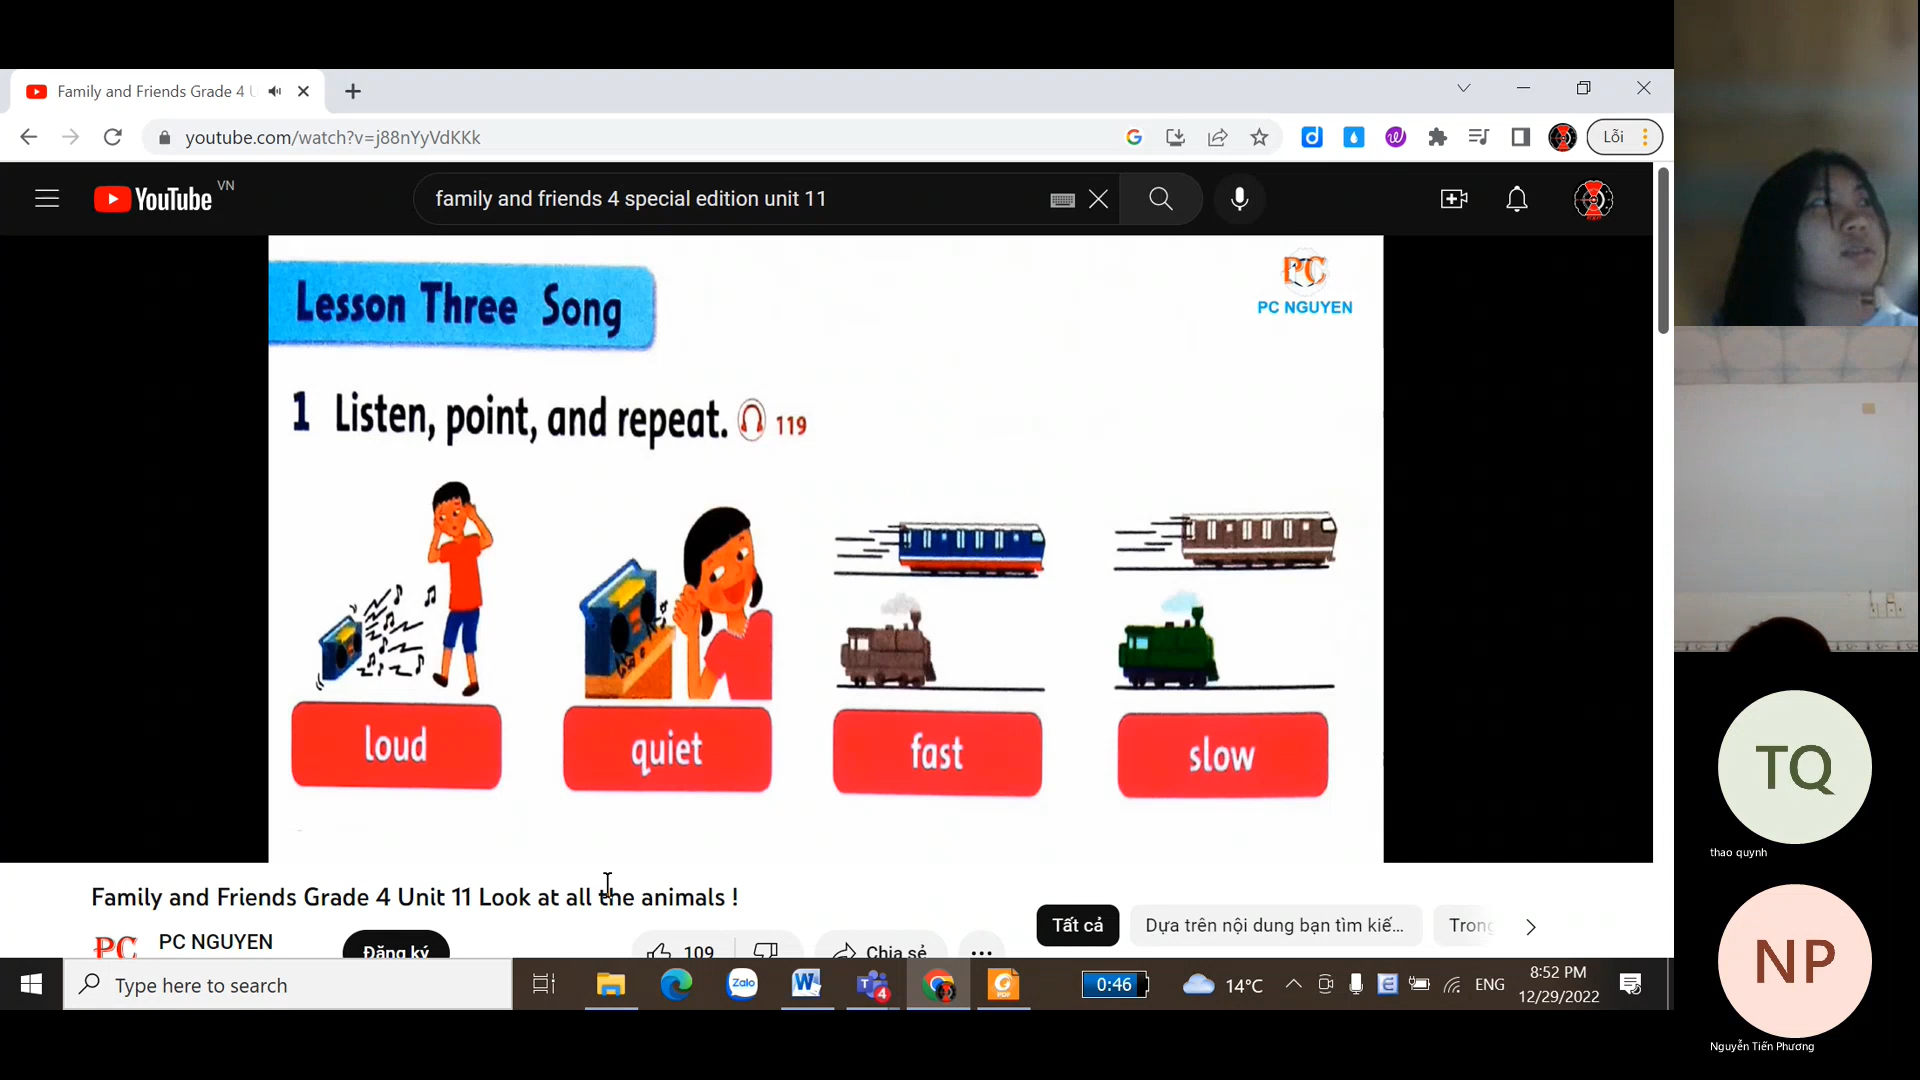 Family and Friends Grade 4 U
youtube.com/watch?v=j88nYyVdKKk
Lỗi
YouTube VN
family and friends 4 special edition unit 11
Lesson Three Song
PC
PC NGUYEN
1 Listen, point, and repeat. 119
loud
quiet
fast
slow
Family and Friends Grade 4 Unit 11 Look at all the animals !
PC
PC NGUYEN
Đăng ký
109
Chia sẻ
Tất cả
Dựa trên nội dung bạn tìm kiế...
Trong
Type here to search
Zalo
4
0:46
14°C
ENG
8:52 PM
12/29/2022
TQ
thao quynh
NP
Nguyễn Tiến Phương